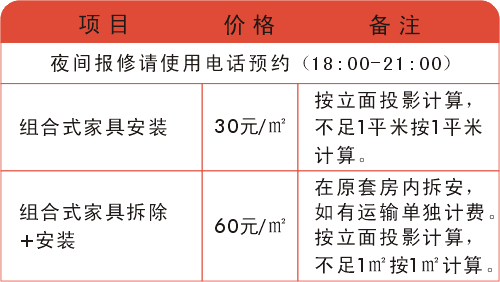 项目 价格 备注
夜间报修请使用电话预约（18:00-21:00）
组合式家具安装 30元/㎡ 按立面投影计算，
不足1平米按1平米
计算。
组合式家具拆除
+安装 60元/㎡ 在原套房内拆安，
如有运输单独计费。
按立面投影计算，
不足1㎡按1㎡计算。